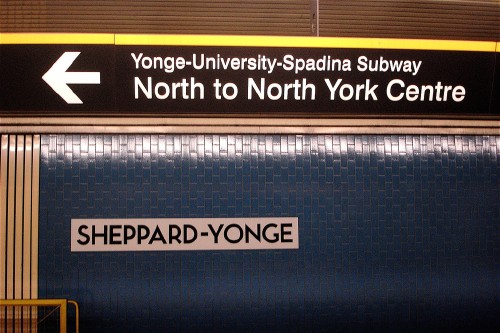 Yonge-University-Spadina Subway
North to North York Centre
SHEPPARD-YONGE